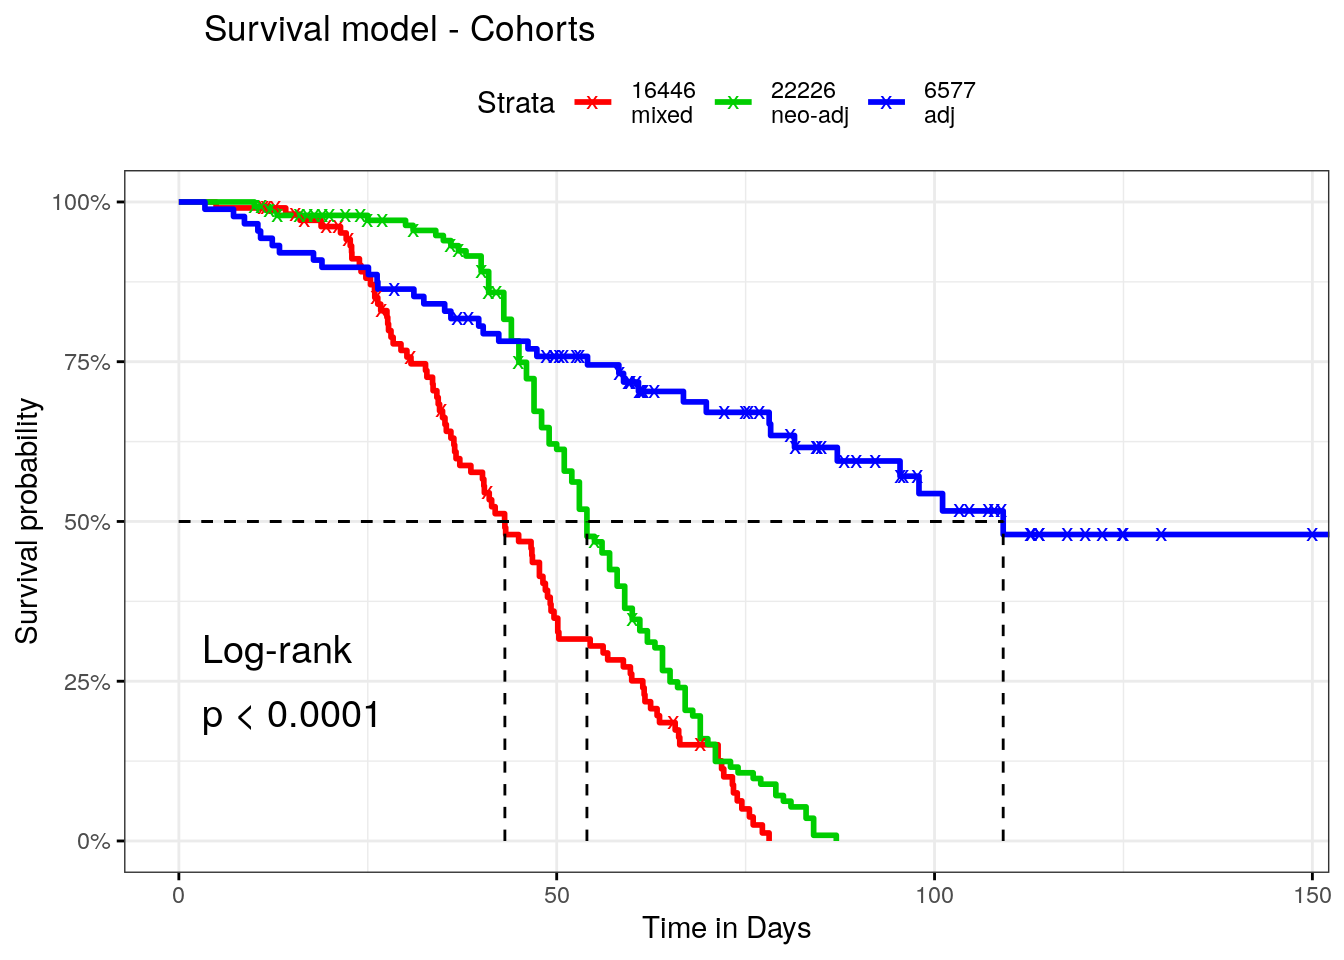 Survival model - Cohorts
Strata
16446
mixed
22226
neo-adj
6577
adj
Survival probability
100%
75%
50%
25%
0%
Log-rank
p < 0.0001
0
50
100
150
Time in Days